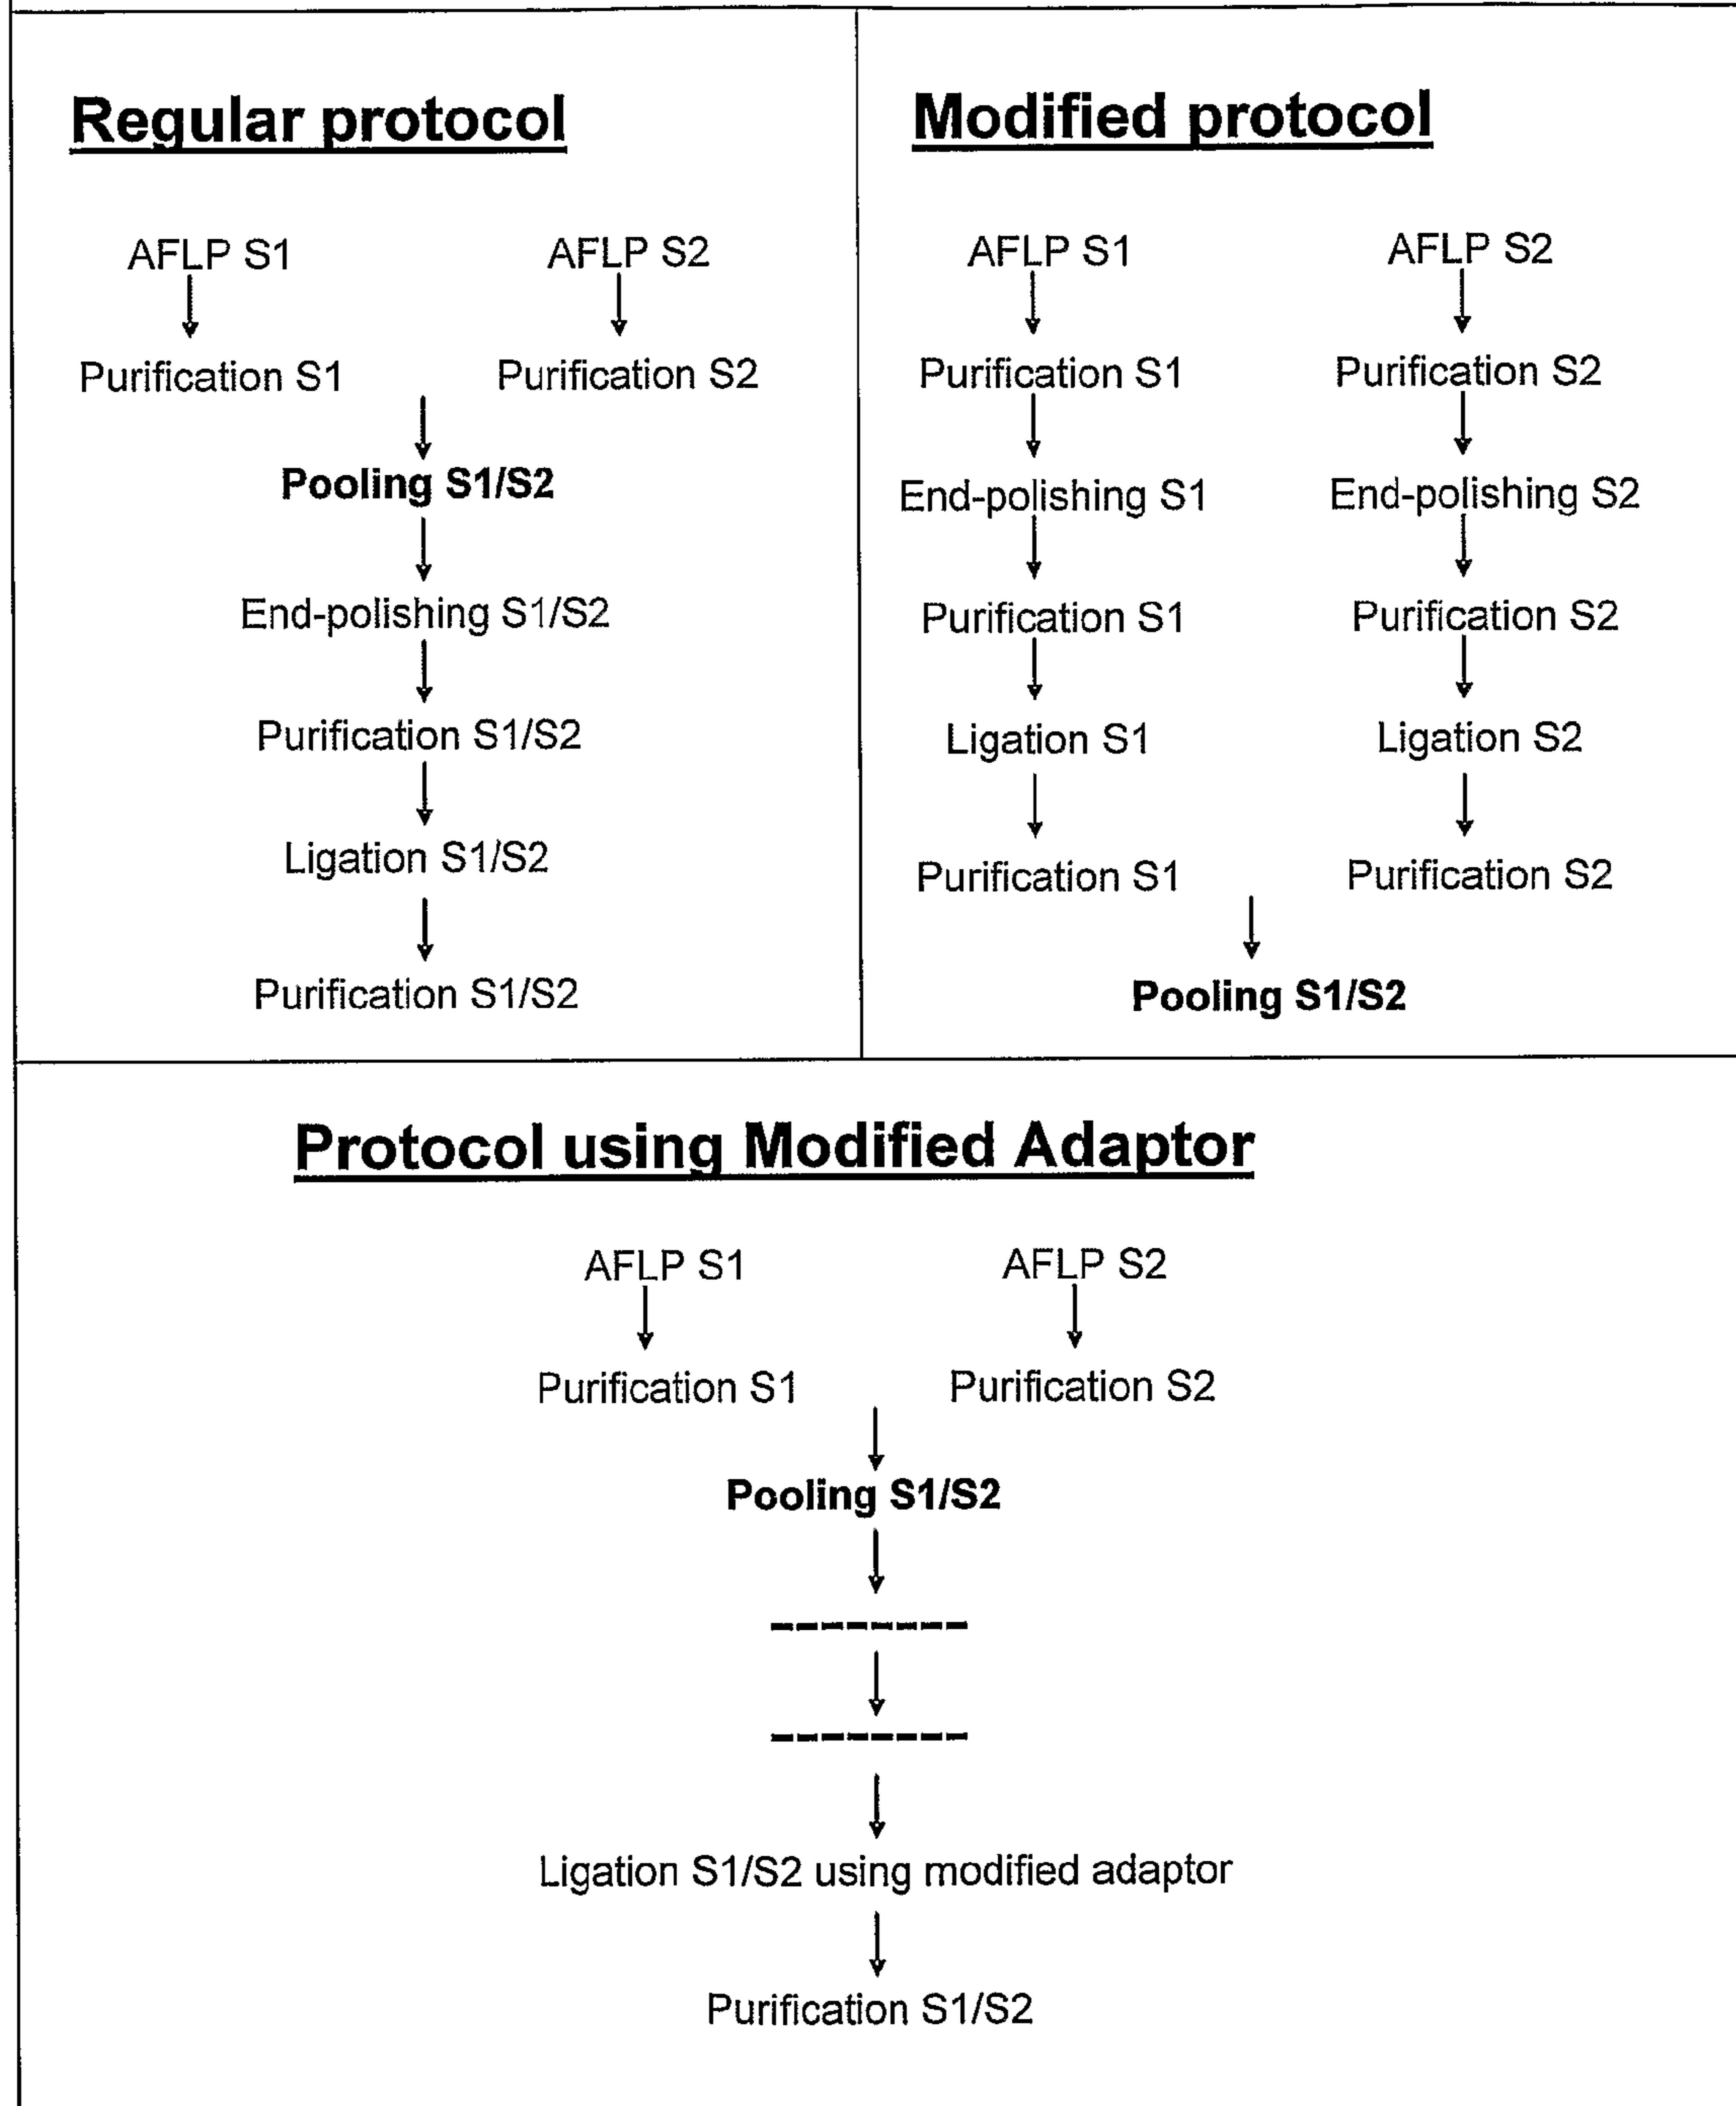 Regular protocol
AFLP S1 AFLP S2
Purification S1 Purification S2
Pooling S1/S2
End-polishing S1/S2
Purification S1/S2
Ligation S1/S2
Purification S1/S2
Modified protocol
AFLP S1 AFLP S2
Purification S1 Purification S2
End-polishing S1 End-polishing S2
Purification S1 Purification S2
Ligation S1 Ligation S2
Purification S1 Purification S2
Pooling S1/S2
Protocol using Modified Adaptor
AFLP S1 AFLP S2
Purification S1 Purification S2
Pooling S1/S2
--------
--------
Ligation S1/S2 using modified adaptor
Purification S1/S2